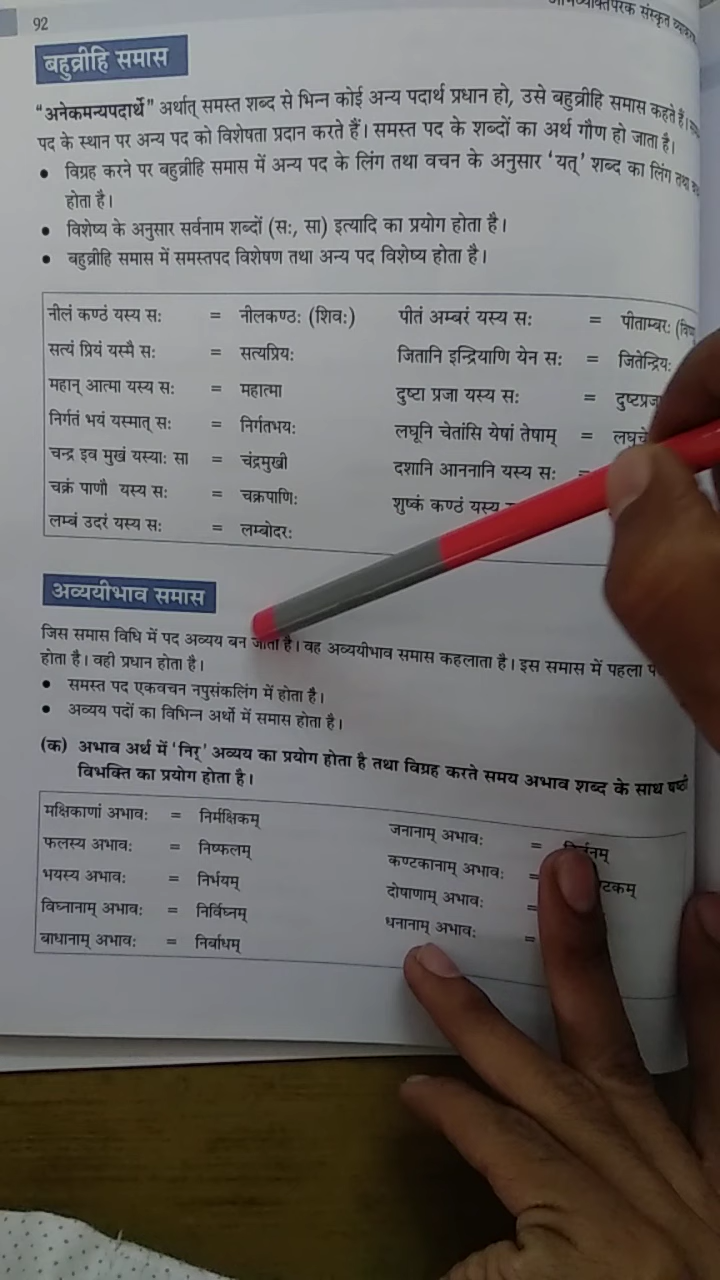 92
संस्कृत
बहुव्रीहि समास
"अनेकमन्यपदार्थे" अर्थात् समस्त शब्द से भिन्न कोई अन्य पदार्थ प्रधान हो, उसे बहुव्रीहि समास कहते हैं।
पद के स्थान पर अन्य पद को विशेषता प्रदान करते हैं। समस्त पद के शब्दों का अर्थ गौण हो जाता है।
• विग्रह करने पर बहुव्रीहि समास में अन्य पद के लिंग तथा वचन के अनुसार 'यत्' शब्द का लिंग तथा
होता है।
• विशेष्य के अनुसार सर्वनाम शब्दों (सः, सा) इत्यादि का प्रयोग होता है।
• बहुव्रीहि समास में समस्तपद विशेषण तथा अन्य पद विशेष्य होता है।
नीलं कण्ठं यस्य सः = नीलकण्ठः (शिवः) पीतं अम्बरं यस्य सः = पीताम्बरः
सत्यं प्रियं यस्मै सः = सत्यप्रियः जितानि इन्द्रियाणि येन सः = जितेन्द्रियः
महान् आत्मा यस्य सः = महात्मा दुष्टा प्रजा यस्य सः = दुष्टप्रज
निर्गतं भयं यस्मात् सः = निर्गतभयः लघूनि चेतांसि येषां तेषाम् = लघुचे
चन्द्र इव मुखं यस्याः सा = चंद्रमुखी दशानि आननानि यस्य सः =
चक्रं पाणौ यस्य सः = चक्रपाणिः शुष्कं कण्ठं यस्य
लम्बं उदरं यस्य सः = लम्बोदरः
अव्ययीभाव समास
जिस समास विधि में पद अव्यय बन जाता है। वह अव्ययीभाव समास कहलाता है। इस समास में पहला
होता है। वही प्रधान होता है।
• समस्त पद एकवचन नपुसंकलिंग में होता है।
• अव्यय पदों का विभिन्न अर्थो में समास होता है।
(क) अभाव अर्थ में 'निर्' अव्यय का प्रयोग होता है तथा विग्रह करते समय अभाव शब्द के साथ षष्ठी
विभक्ति का प्रयोग होता है।
मक्षिकाणां अभावः = निर्मक्षिकम् जनानाम् अभावः =
फलस्य अभावः = निष्फलम् कण्टकानाम् अभावः = टकम्
भयस्य अभावः = निर्भयम् दोषाणाम् अभावः =
विघ्नानाम् अभावः = निर्विघ्नम् धनानाम् अभावः =
बाधानाम् अभावः = निर्बाधम्